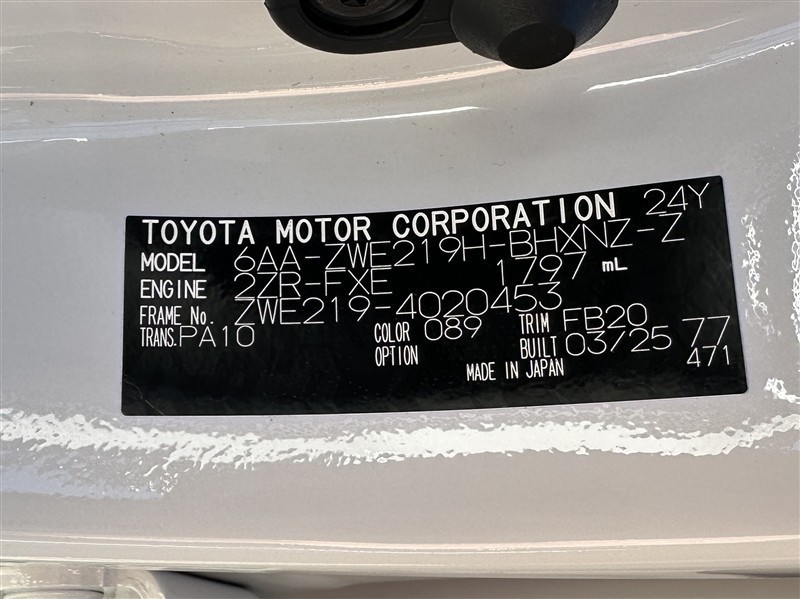 TOYOTA MOTOR CORPORATION 24Y
MODEL 6AA-ZWE219H-BHXNZ-Z
ENGINE 2ZR-FXE 1797 mL
FRAME No. ZWE219-4020453
TRANS. PA10 COLOR 089 TRIM FB20 77
OPTION BUILT 03/25 471
MADE IN JAPAN